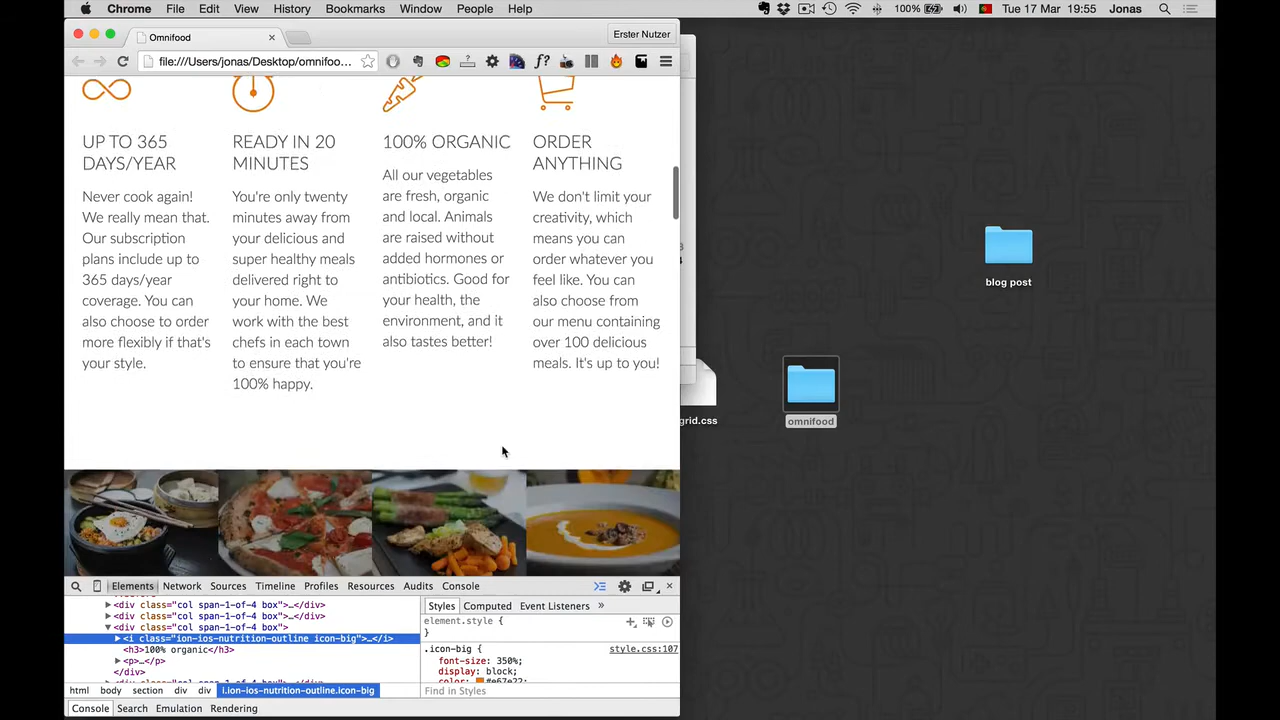 Chrome File Edit View History Bookmarks Window People Help
100% Tue 17 Mar 19:55 Jonas
Omnifood
Erster Nutzer
file:///Users/jonas/Desktop/omnifoo...
f?
UP TO 365
DAYS/YEAR
Never cook again!
We really mean that.
Our subscription
plans include up to
365 days/year
coverage. You can
also choose to order
more flexibly if that's
your style.
READY IN 20
MINUTES
You're only twenty
minutes away from
your delicious and
super healthy meals
delivered right to
your home. We
work with the best
chefs in each town
to ensure that you're
100% happy.
100% ORGANIC
All our vegetables
are fresh, organic
and local. Animals
are raised without
added hormones or
antibiotics. Good for
your health, the
environment, and it
also tastes better!
ORDER
ANYTHING
We don't limit your
creativity, which
means you can
order whatever you
feel like. You can
also choose from
our menu containing
over 100 delicious
meals. It's up to you!
blog post
grid.css
omnifood
Elements Network Sources Timeline Profiles Resources Audits Console
<div class="col span-1-of-4 box">…</div>
<div class="col span-1-of-4 box">…</div>
<div class="col span-1-of-4 box">
<i class="ion-ios-nutrition-outline icon-big">…</i>
<h3>100% organic</h3>
<p>…</p>
</div>
html body section div div i.ion-ios-nutrition-outline.icon-big
Styles Computed Event Listeners »
element.style {
}
.icon-big { style.css:107
font-size: 350%;
display: block;
color: #e67e22;
Find in Styles
Console Search Emulation Rendering